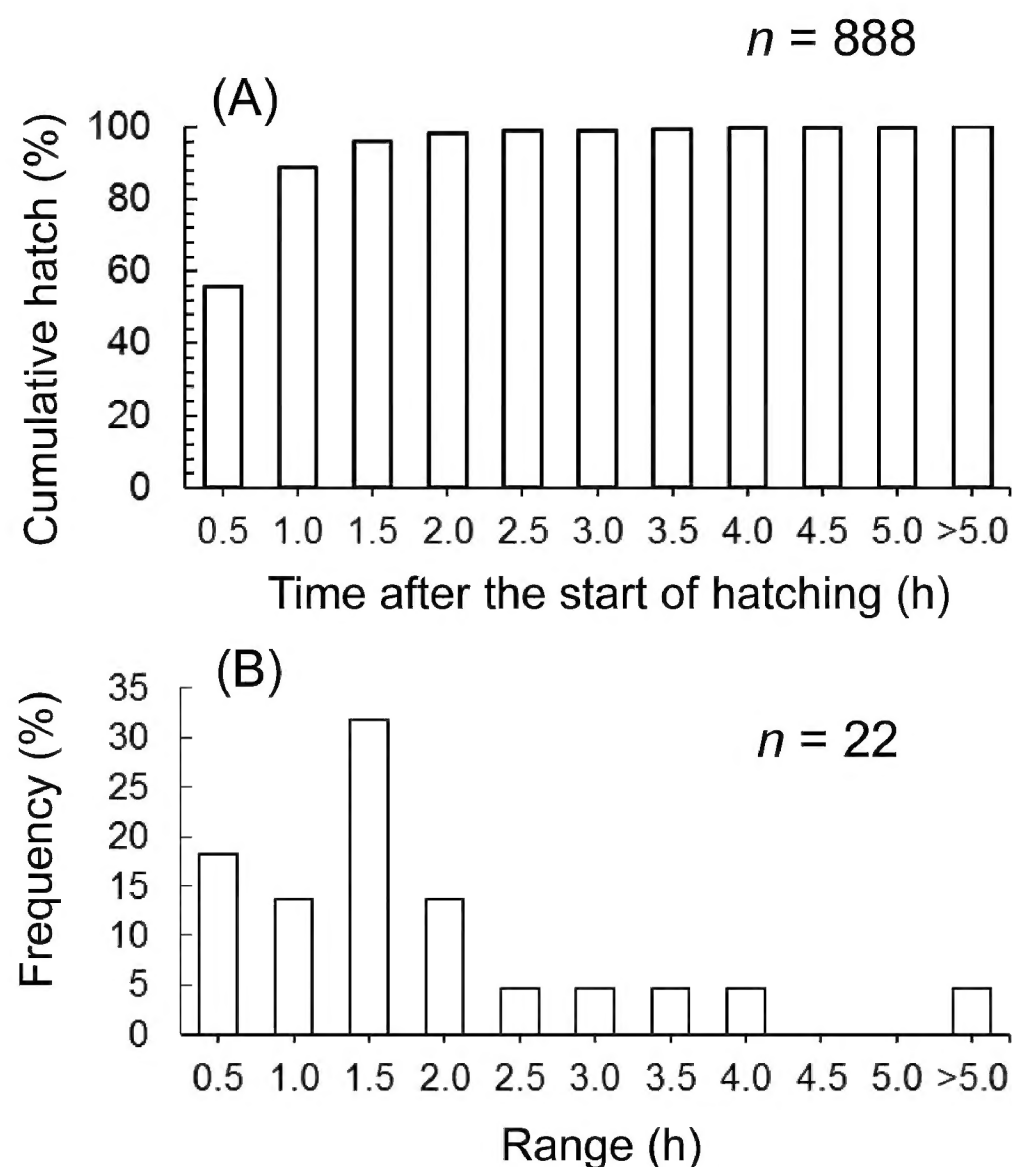 n = 888
(A)
Cumulative hatch (%)
100
80
60
40
20
0
0.5 1.0 1.5 2.0 2.5 3.0 3.5 4.0 4.5 5.0 >5.0
Time after the start of hatching (h)
(B)
n = 22
Frequency (%)
35
30
25
20
15
10
5
0
0.5 1.0 1.5 2.0 2.5 3.0 3.5 4.0 4.5 5.0 >5.0
Range (h)